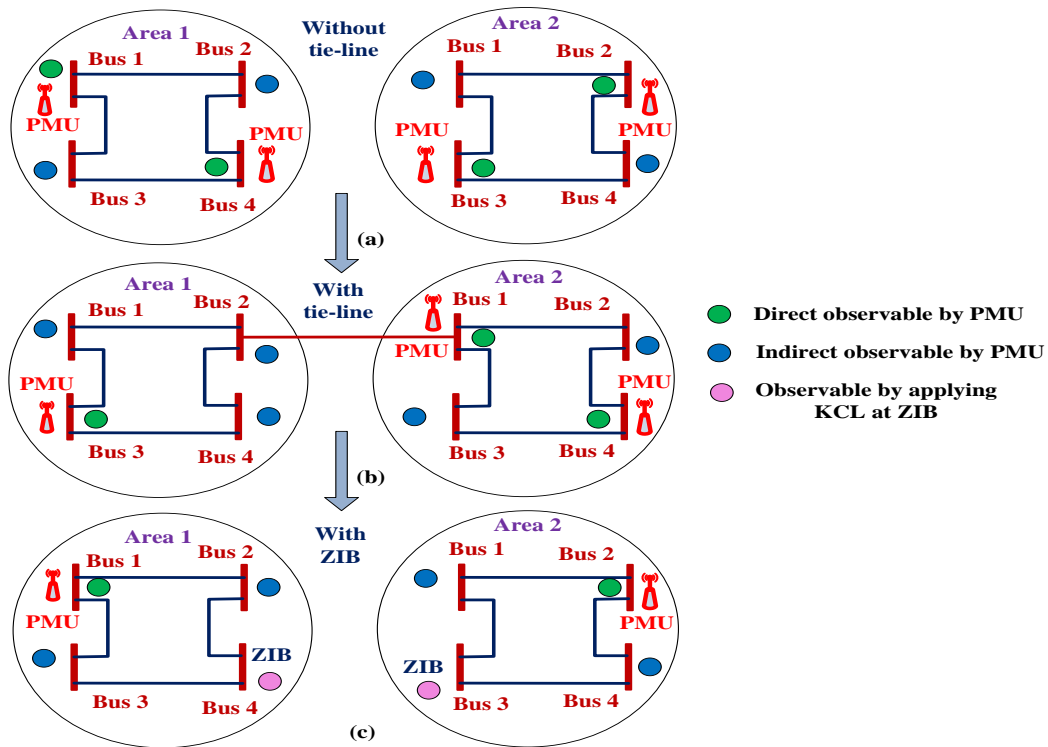 Area 1
Without
tie-line
Area 2
Bus 1
Bus 2
Bus 1
Bus 2
PMU
PMU
PMU
PMU
Bus 3
Bus 4
Bus 3
Bus 4
(a)
Area 1
With
tie-line
Area 2
Bus 1
Bus 2
Bus 1
Bus 2
PMU
PMU
PMU
Bus 3
Bus 4
Bus 3
Bus 4
(b)
Direct observable by PMU
Indirect observable by PMU
Observable by applying
KCL at ZIB
Area 1
With
ZIB
Area 2
Bus 1
Bus 2
Bus 1
Bus 2
PMU
PMU
ZIB
ZIB
Bus 3
Bus 4
Bus 3
Bus 4
(c)